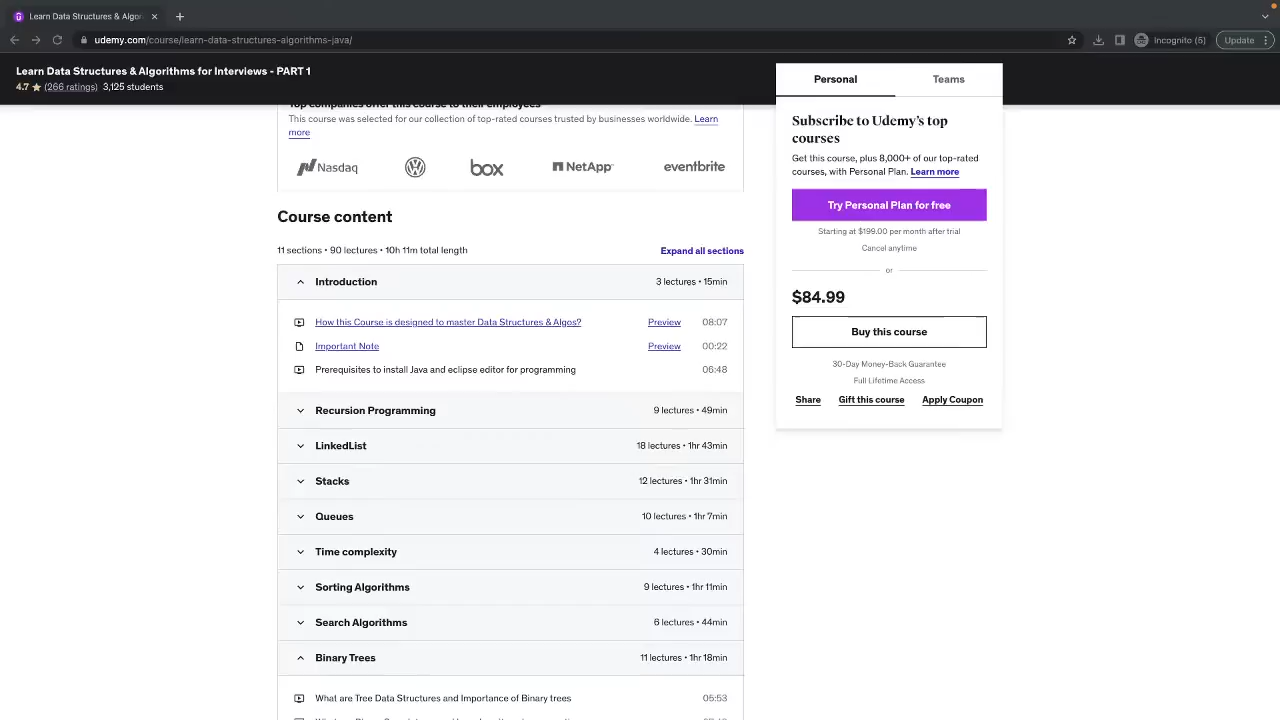 Learn Data Structures & Algor
udemy.com/course/learn-data-structures-algorithms-java/
Incognito (6)
Update
Learn Data Structures & Algorithms for Interviews - PART 1
4.7 ★ (266 ratings) 3,125 students
Top companies offer this course to their employees
This course was selected for our collection of top-rated courses trusted by businesses worldwide. Learn
more
Nasdaq
box
NetApp
eventbrite
Course content
11 sections • 90 lectures • 10h 11m total length
Expand all sections
Introduction 3 lectures • 15min
How this Course is designed to master Data Structures & Algos? Preview 08:07
Important Note Preview 00:22
Prerequisites to install Java and eclipse editor for programming 06:48
Recursion Programming 9 lectures • 49min
LinkedList 18 lectures • 1hr 43min
Stacks 12 lectures • 1hr 31min
Queues 10 lectures • 1hr 7min
Time complexity 4 lectures • 30min
Sorting Algorithms 9 lectures • 1hr 11min
Search Algorithms 6 lectures • 44min
Binary Trees 11 lectures • 1hr 18min
What are Tree Data Structures and Importance of Binary trees 05:53
Personal Teams
Subscribe to Udemy's top
courses
Get this course, plus 8,000+ of our top-rated
courses, with Personal Plan. Learn more
Try Personal Plan for free
Starting at $199.00 per month after trial
Cancel anytime
or
$84.99
Buy this course
30-Day Money-Back Guarantee
Full Lifetime Access
Share Gift this course Apply Coupon